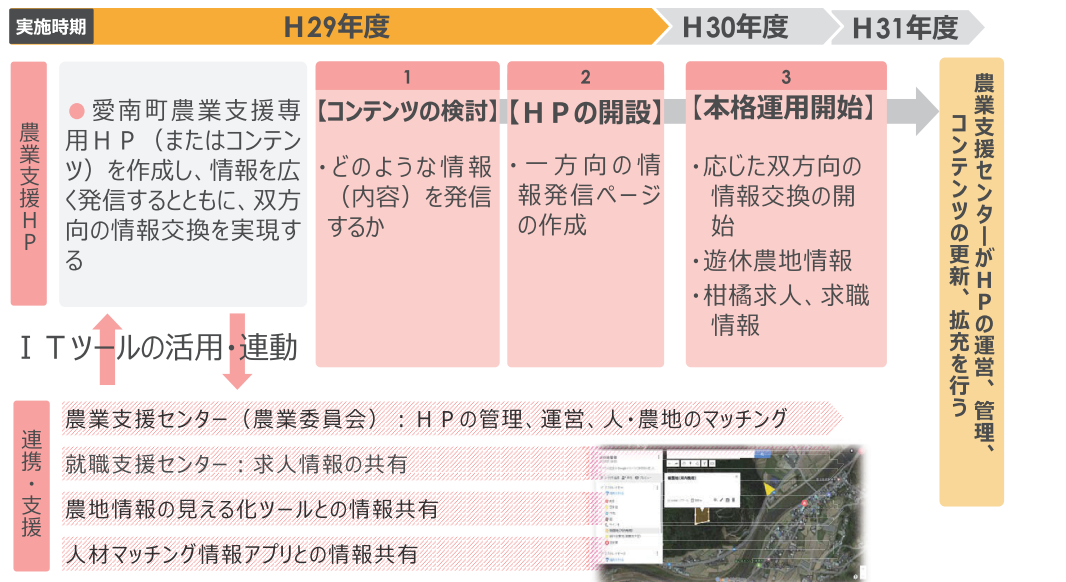 実施時期
H29年度
H30年度
H31年度
農業支援HP
●愛南町農業支援専
用HP（またはコンテン
ツ）を作成し、情報を広
く発信するとともに、双方
向の情報交換を実現す
る
1
【コンテンツの検討】
・どのような情報
（内容）を発信
するか
2
【ＨＰの開設】
・一方向の情
報発信ページ
の作成
3
【本格運用開始】
・応じた双方向の
情報交換の開
始
・遊休農地情報
・柑橘求人、求職
情報
農業支援センターがHPの運営、管理、
コンテンツの更新、拡充を行う
ＩＴツールの活用・連動
連携・支援
農業支援センター（農業委員会）：ＨＰの管理、運営、人・農地のマッチング
就職支援センター：求人情報の共有
農地情報の見える化ツールとの情報共有
人材マッチング情報アプリとの情報共有